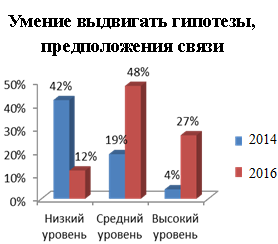 Умение выдвигать гипотезы,
предположения связи
50%
40%
30%
20%
10%
0%
42%
12%
19%
48%
4%
27%
Низкий уровень
Средний уровень
Высокий уровень
2014
2016